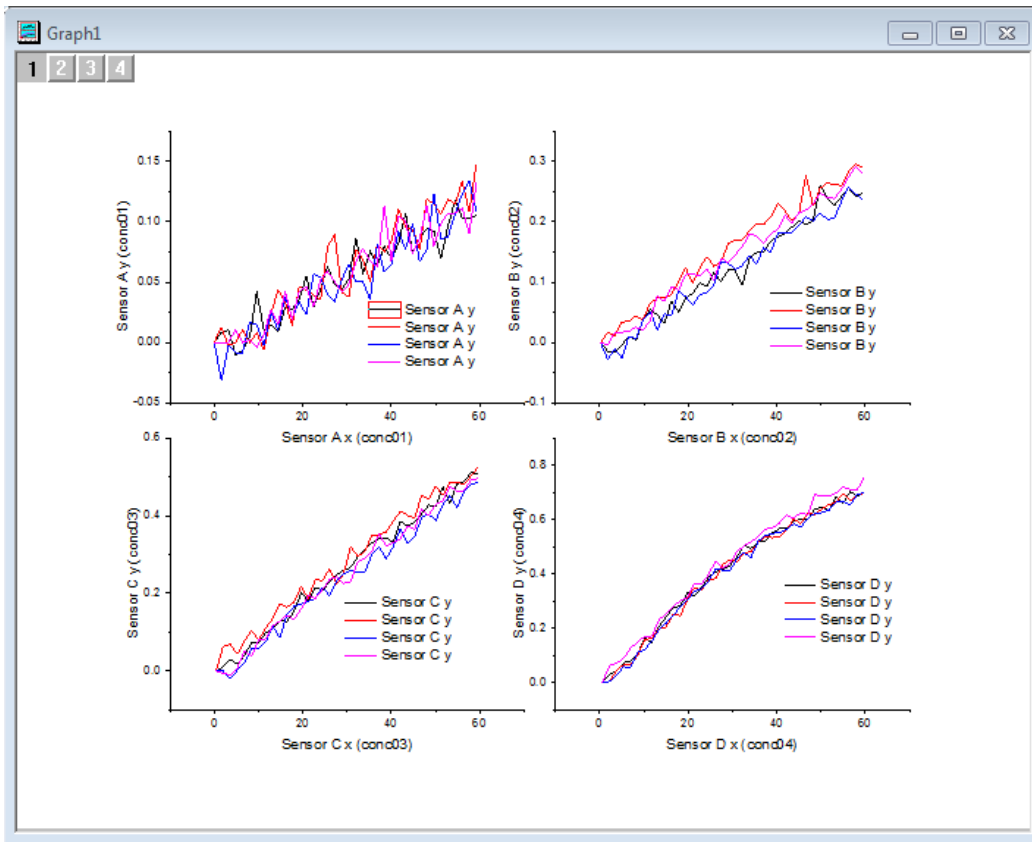 Graph1
1 2 3 4
Sensor A y (conc01)
0.15
0.10
0.05
0.00
-0.05
Sensor A y
Sensor A y
Sensor A y
Sensor A y
0 20 40 60
Sensor A x (conc01)
Sensor B y (conc02)
0.3
0.2
0.1
0.0
-0.1
Sensor B y
Sensor B y
Sensor B y
Sensor B y
0 20 40 60
Sensor B x (conc02)
Sensor C y (conc03)
0.6
0.4
0.2
0.0
Sensor C y
Sensor C y
Sensor C y
Sensor C y
0 20 40 60
Sensor C x (conc03)
Sensor D y (conc04)
0.8
0.6
0.4
0.2
0.0
Sensor D y
Sensor D y
Sensor D y
Sensor D y
0 20 40 60
Sensor D x (conc04)